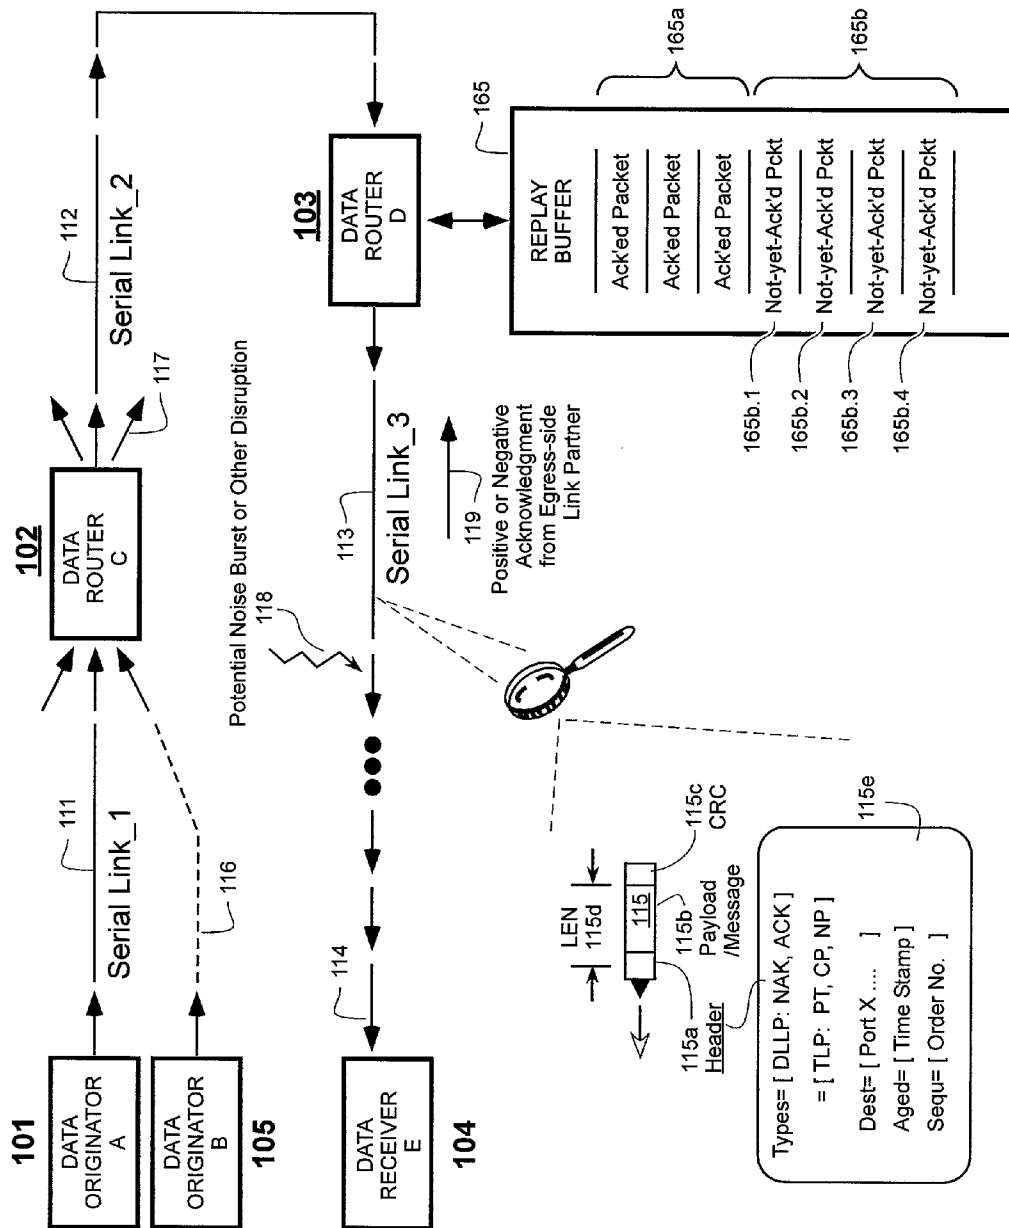 101
DATA
ORIGINATOR
A
111
Serial Link_1
102
DATA
ROUTER
C
117
112
Serial Link_2
DATA
ORIGINATOR
B
105
116
Potential Noise Burst or Other Disruption
118
103
DATA
ROUTER
D
165
DATA
RECEIVER
E
104
114
113
Serial Link_3
119
Positive or Negative
Acknowledgment
from Egress-side
Link Partner
REPLAY
BUFFER
Ack'ed Packet
Ack'ed Packet
Ack'ed Packet
Not-yet-Ack'd Pckt
Not-yet-Ack'd Pckt
Not-yet-Ack'd Pckt
Not-yet-Ack'd Pckt
165a
165b
165b.1
165b.2
165b.3
165b.4
LEN
115d
115
115a
Header
115b
Payload
/Message
115c
CRC
115e
Types= [ DLLP: NAK, ACK ]
= [ TLP: PT, CP, NP ]
Dest= [ Port X .... ]
Aged= [ Time Stamp ]
Sequ= [ Order No. ]